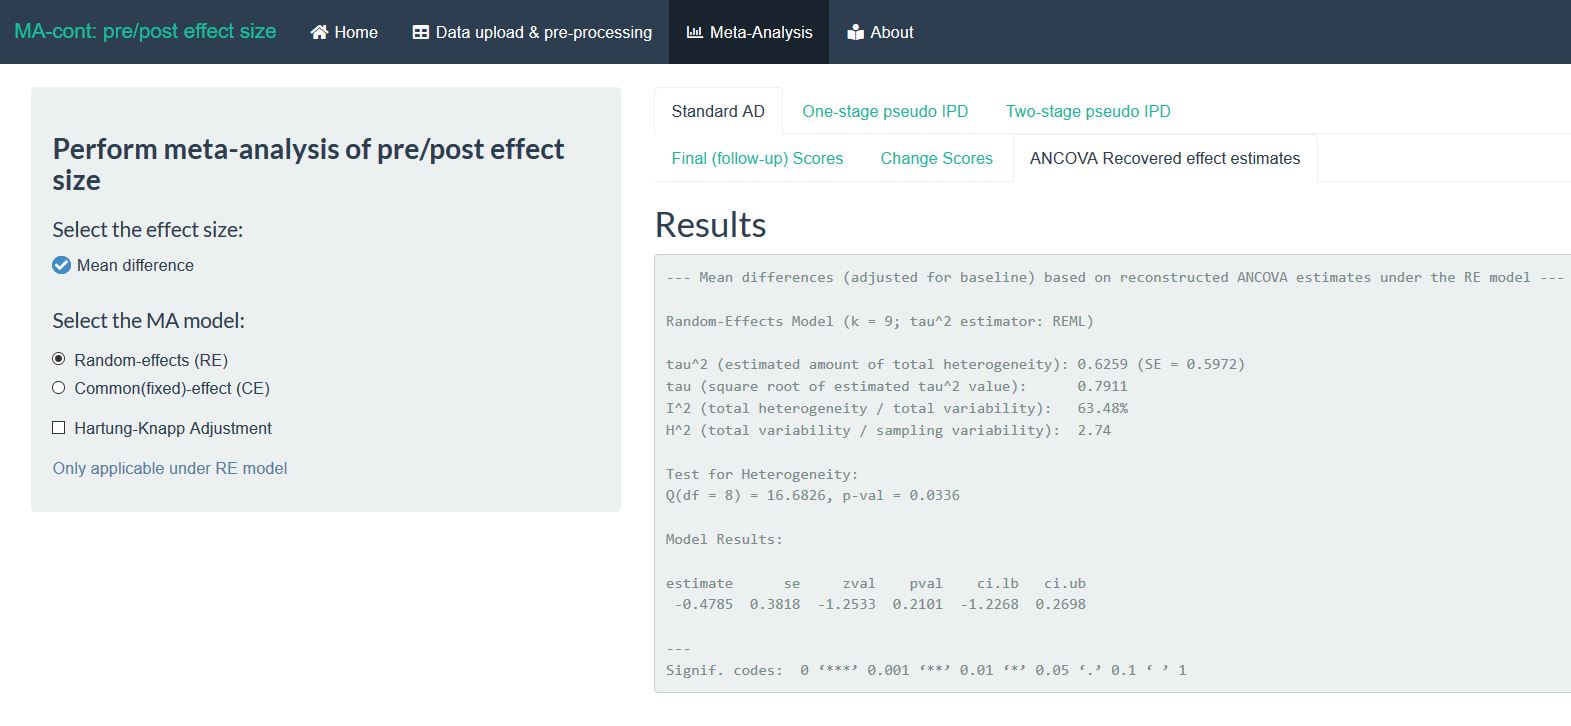 MA-cont: pre/post effect size Home Data upload & pre-processing Meta-Analysis About
Perform meta-analysis of pre/post effect
size
Select the effect size:
Mean difference
Select the MA model:
Random-effects (RE)
Common(fixed)-effect (CE)
Hartung-Knapp Adjustment
Only applicable under RE model
Standard AD One-stage pseudo IPD Two-stage pseudo IPD
Final (follow-up) Scores Change Scores ANCOVA Recovered effect estimates
Results
--- Mean differences (adjusted for baseline) based on reconstructed ANCOVA estimates under the RE model ---
Random-Effects Model (k = 9; tau^2 estimator: REML)
tau^2 (estimated amount of total heterogeneity): 0.6259 (SE = 0.5972)
tau (square root of estimated tau^2 value): 0.7911
I^2 (total heterogeneity / total variability): 63.48%
H^2 (total variability / sampling variability): 2.74
Test for Heterogeneity:
Q(df = 8) = 16.6826, p-val = 0.0336
Model Results:
estimate se zval pval ci.lb ci.ub
-0.4785 0.3818 -1.2533 0.2101 -1.2268 0.2698
---
Signif. codes: 0 ‘***’ 0.001 ‘**’ 0.01 ‘*’ 0.05 ‘.’ 0.1 ‘ ’ 1